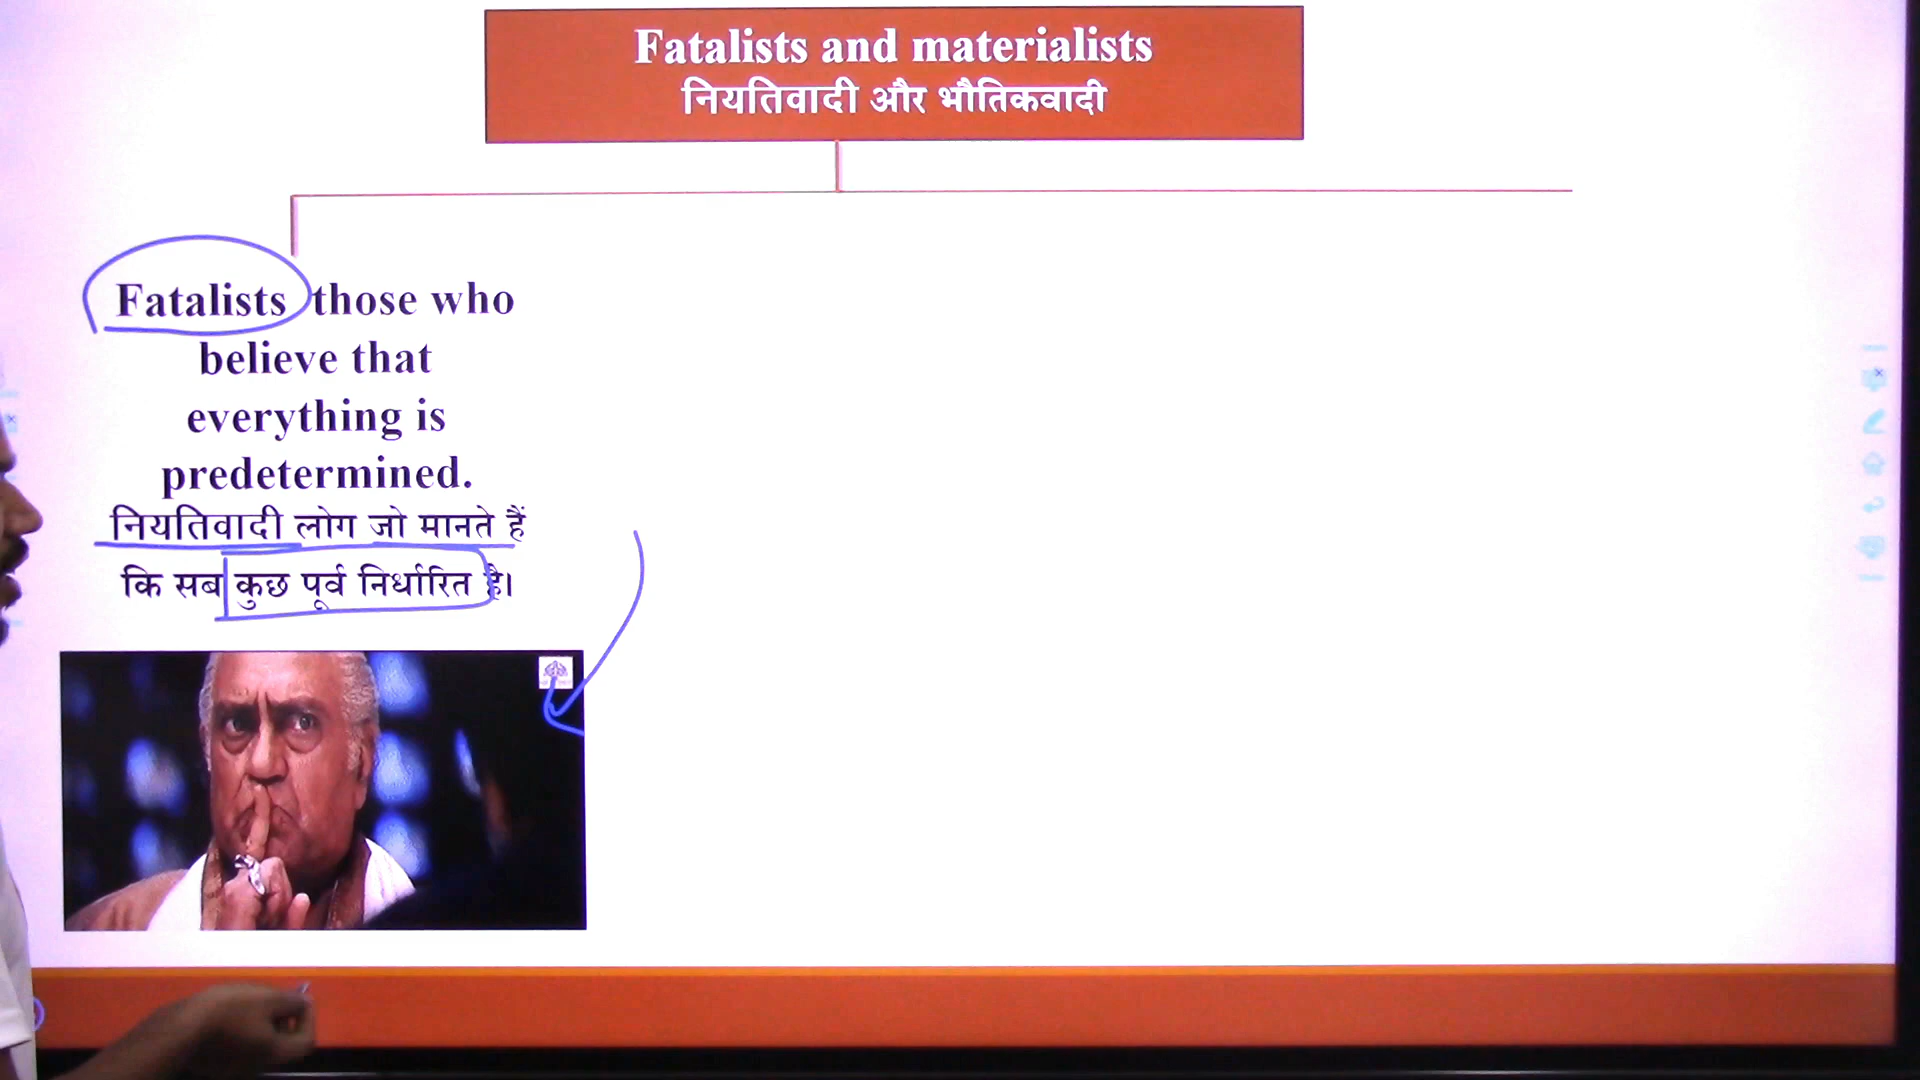 Fatalists and materialists
नियतिवादी और भौतिकवादी
Fatalists those who
believe that
everything is
predetermined.
नियतिवादी लोग जो मानते हैं
कि सब कुछ पूर्व निर्धारित है।